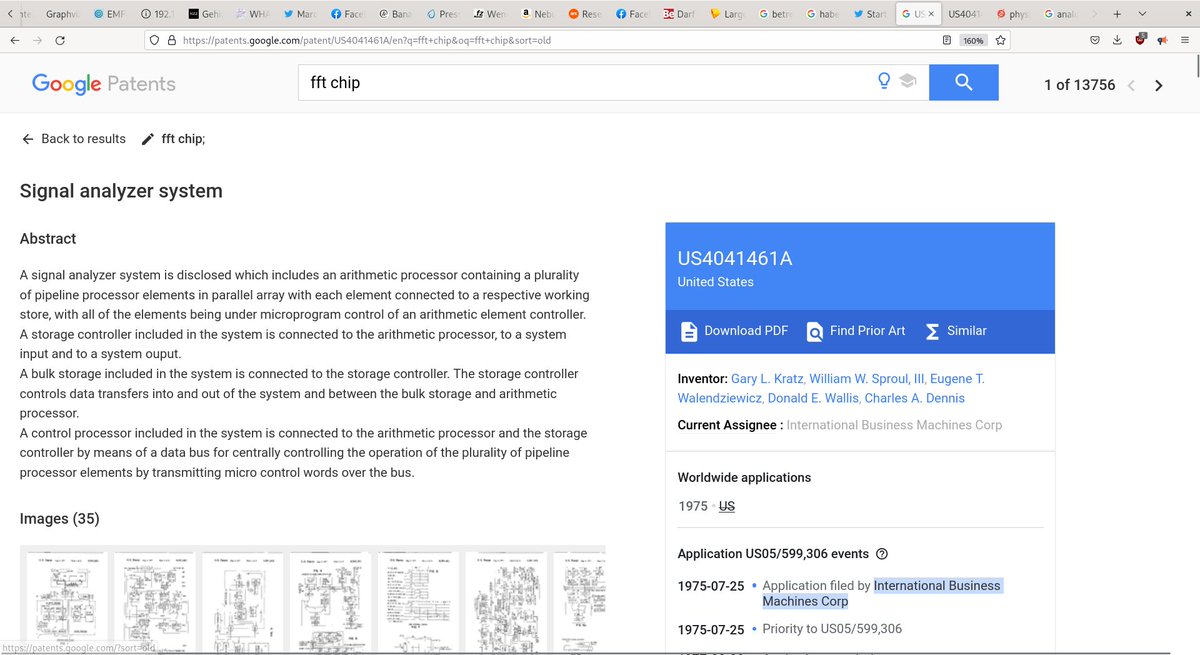 Graphvi
EMF
192.
Gehi
WHA
Marc
Face
Bana
Pres
Wen
Neb
Rese
Face
Darf
Larg
betre
habe
Start
US
US4041
phys
anal
https://patents.google.com/patent/US4041461A/en?q=fft+chip&oq=fft+chip&sort=old
160%
Google Patents
fft chip
1 of 13756
Back to results
fft chip;
Signal analyzer system
Abstract
A signal analyzer system is disclosed which includes an arithmetic processor containing a plurality
of pipeline processor elements in parallel array with each element connected to a respective working
store, with all of the elements being under microprogram control of an arithmetic element controller.
A storage controller included in the system is connected to the arithmetic processor, to a system
input and to a system ouput.
A bulk storage included in the system is connected to the storage controller. The storage controller
controls data transfers into and out of the system and between the bulk storage and arithmetic
processor.
A control processor included in the system is connected to the arithmetic processor and the storage
controller by means of a data bus for centrally controlling the operation of the plurality of pipeline
processor elements by transmitting micro control words over the bus.
Images (35)
US4041461A
United States
Download PDF
Find Prior Art
Similar
Inventor: Gary L. Kratz, William W. Sproul, III, Eugene T.
Walendziewicz, Donald E. Wallis, Charles A. Dennis
Current Assignee : International Business Machines Corp
Worldwide applications
1975 US
Application US05/599,306 events
1975-07-25 • Application filed by International Business
Machines Corp
1975-07-25 • Priority to US05/599,306
https://patents.google.com/?sort=old